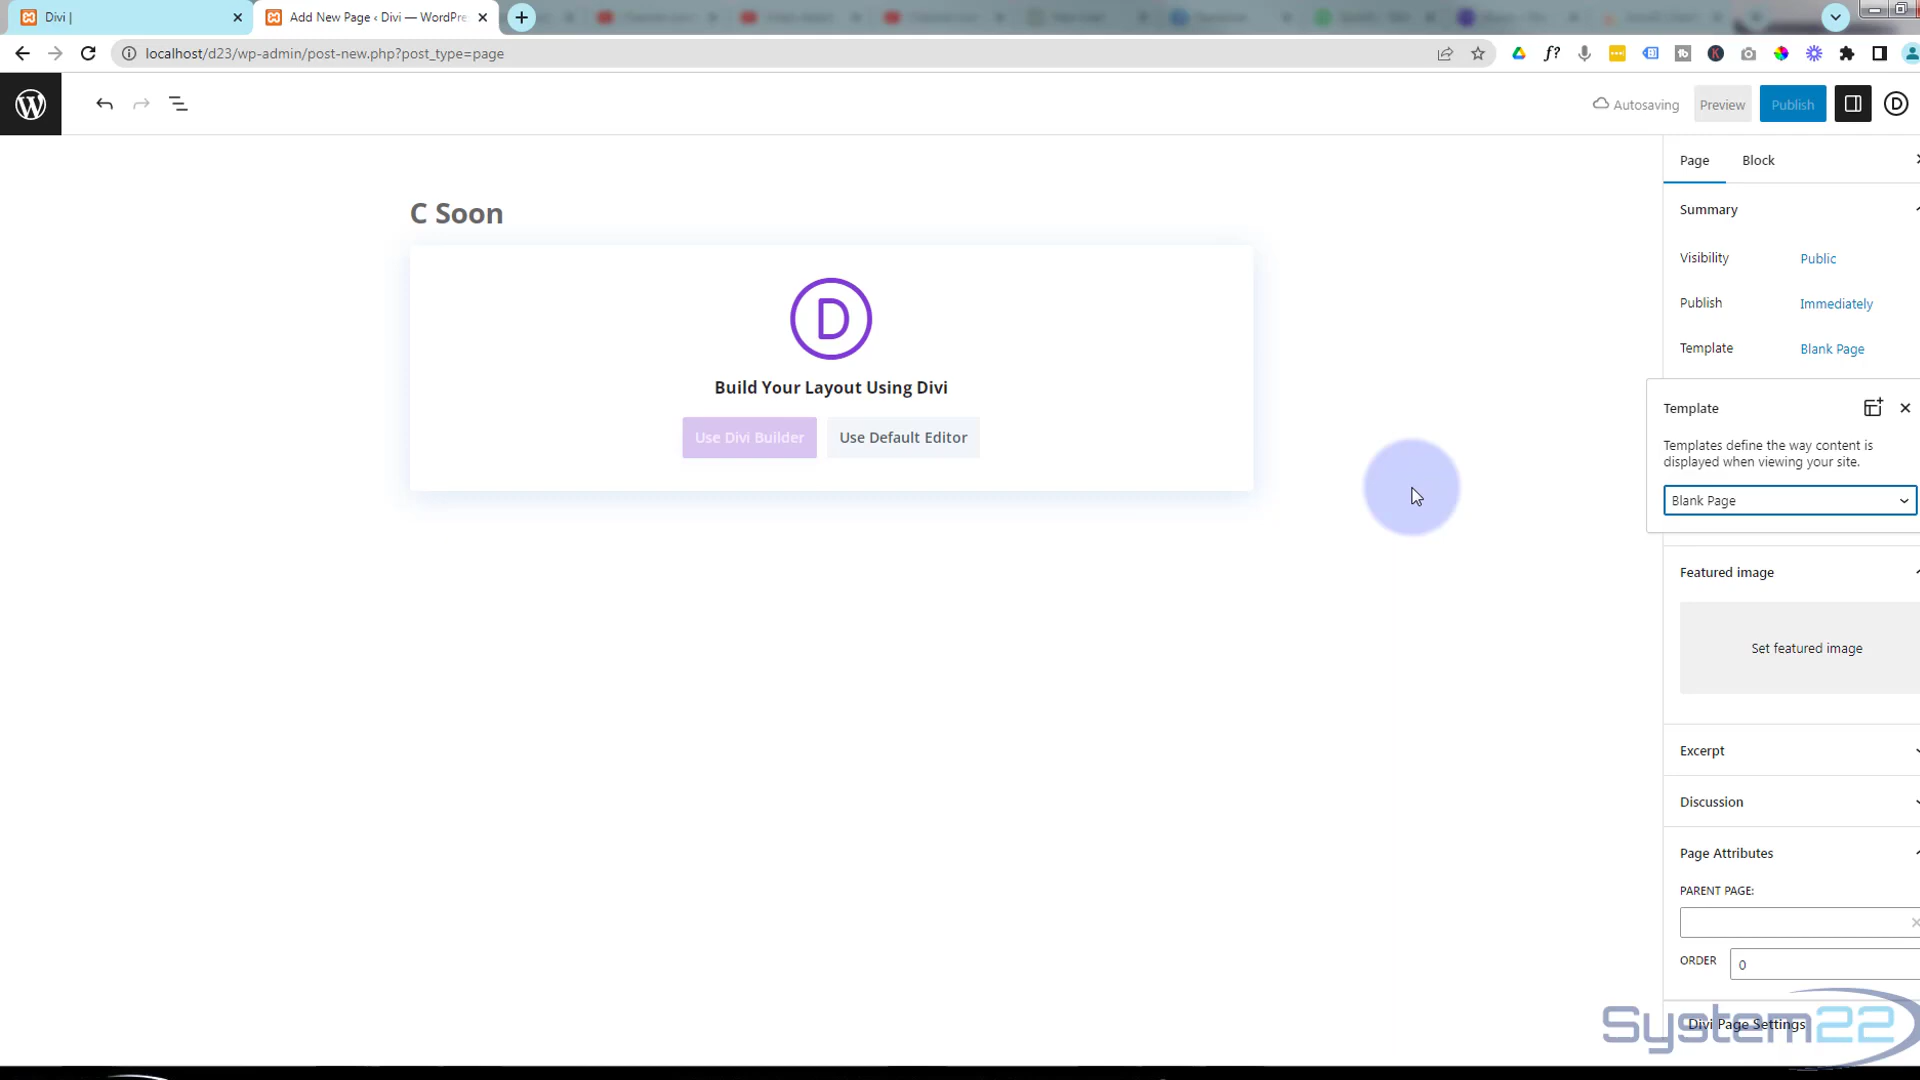 Divi |
Add New Page ‹ Divi — WordPre
localhost/d23/wp-admin/post-new.php?post_type=page
Autosaving
Preview
Publish
Page
Block
C Soon
Summary
Visibility
Public
Publish
Immediately
Template
Blank Page
D
Build Your Layout Using Divi
Use Divi Builder
Use Default Editor
Template
Templates define the way content is
displayed when viewing your site.
Blank Page
Featured image
Set featured image
Excerpt
Discussion
Page Attributes
PARENT PAGE:
ORDER
0
Divi Page Settings
System22